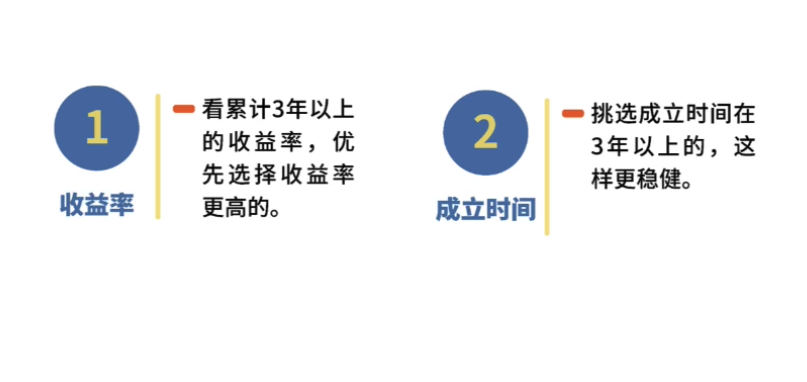 1
收益率
看累计3年以上
的收益率，优
先选择收益率
更高的。
2
成立时间
挑选成立时间在
3年以上的，这
样更稳健。